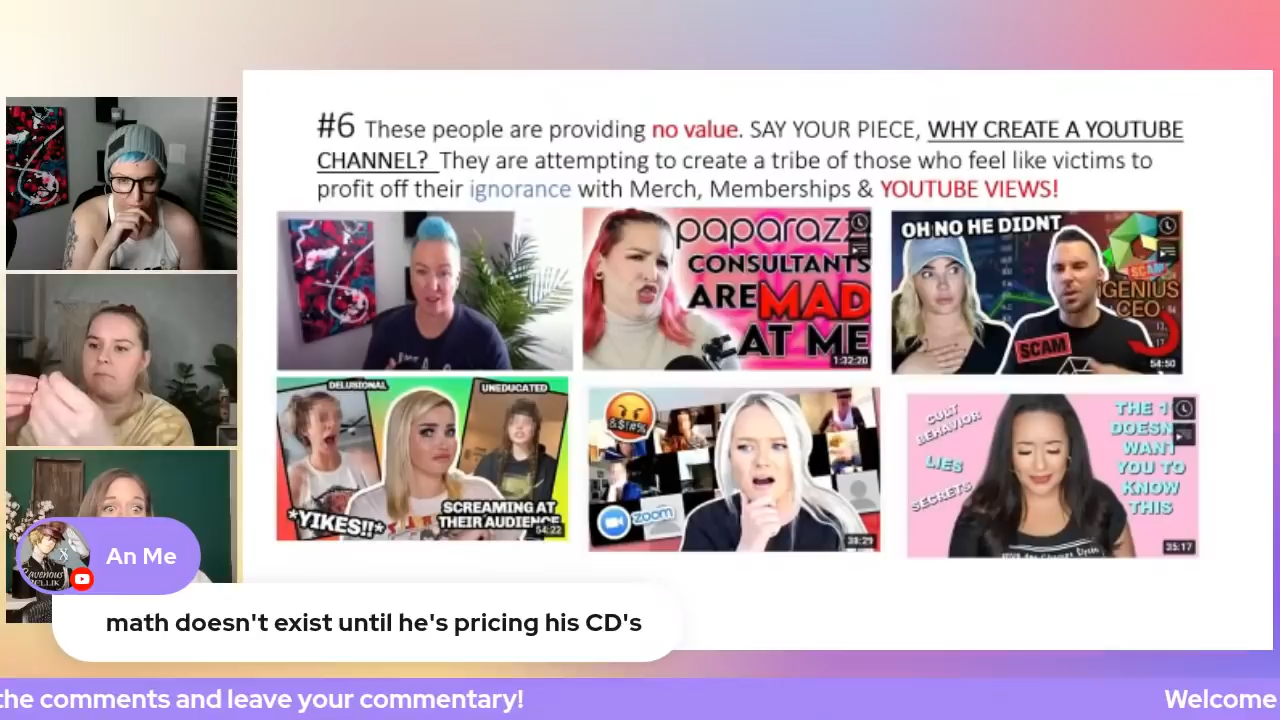 #6 These people are providing no value. SAY YOUR PIECE, WHY CREATE A YOUTUBE
CHANNEL? They are attempting to create a tribe of those who feel like victims to
profit off their ignorance with Merch, Memberships & YOUTUBE VIEWS!
paparazz
CONSULTANTS
ARE MAD
AT ME
1:32:20
OH NO HE DIDNT
SCAM
iGENIUS
CEO
SCAM
54:50
DELUSIONAL
UNEDUCATED
*YIKES!!*
SCREAMING AT
THEIR AUDIENCE
54:22
&$!#%
zoom
38:29
CULT
BEHAVIOR
LIES
SECRETS
THE 1
DOESN
WANT
YOU TO
KNOW
THIS
35:17
Ravenous
An Me
math doesn't exist until he's pricing his CD's
the comments and leave your commentary!
Welcome